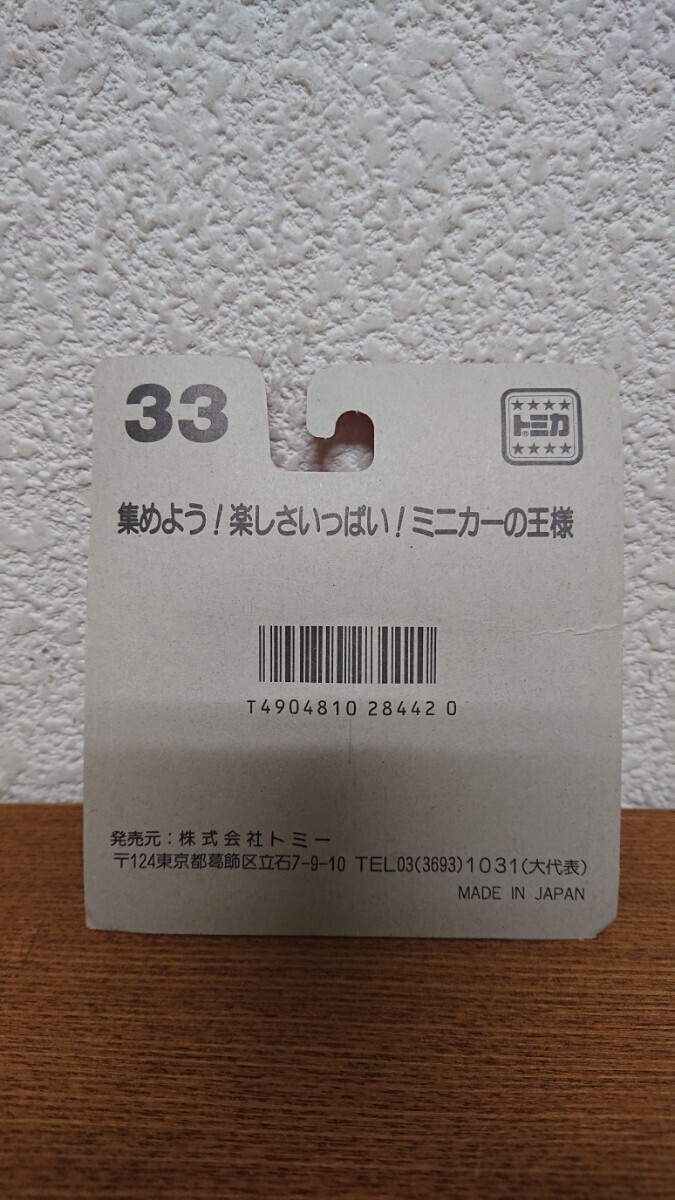 33
★★★★
トミカ
®
★★★★
集めよう!楽しさいっぱい!ミニカーの王様
T4904810 28442 0
発売元:株式会社トミー
〒124東京都葛飾区立石7-9-10 TEL03(3693)1031(大代表)
MADE IN JAPAN